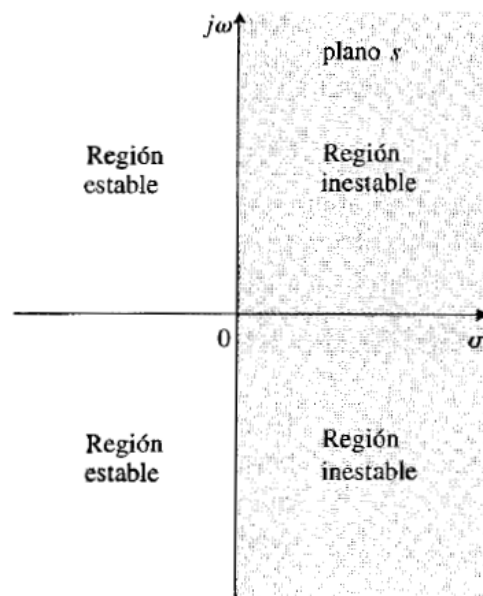 jω
plano s
Región
estable
Región
inestable
0
σ
Región
estable
Región
inestable